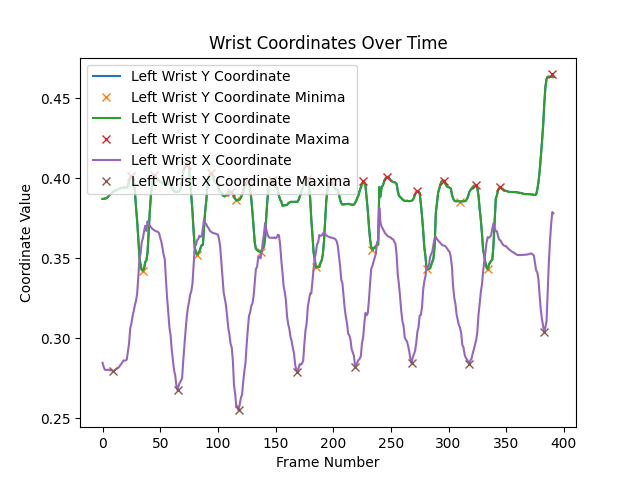 Wrist Coordinates Over Time
Left Wrist Y Coordinate
Left Wrist Y Coordinate Minima
Left Wrist Y Coordinate
Left Wrist Y Coordinate Maxima
Left Wrist X Coordinate
Left Wrist X Coordinate Maxima
Coordinate Value
0.45
0.40
0.35
0.30
0.25
0 50 100 150 200 250 300 350 400
Frame Number